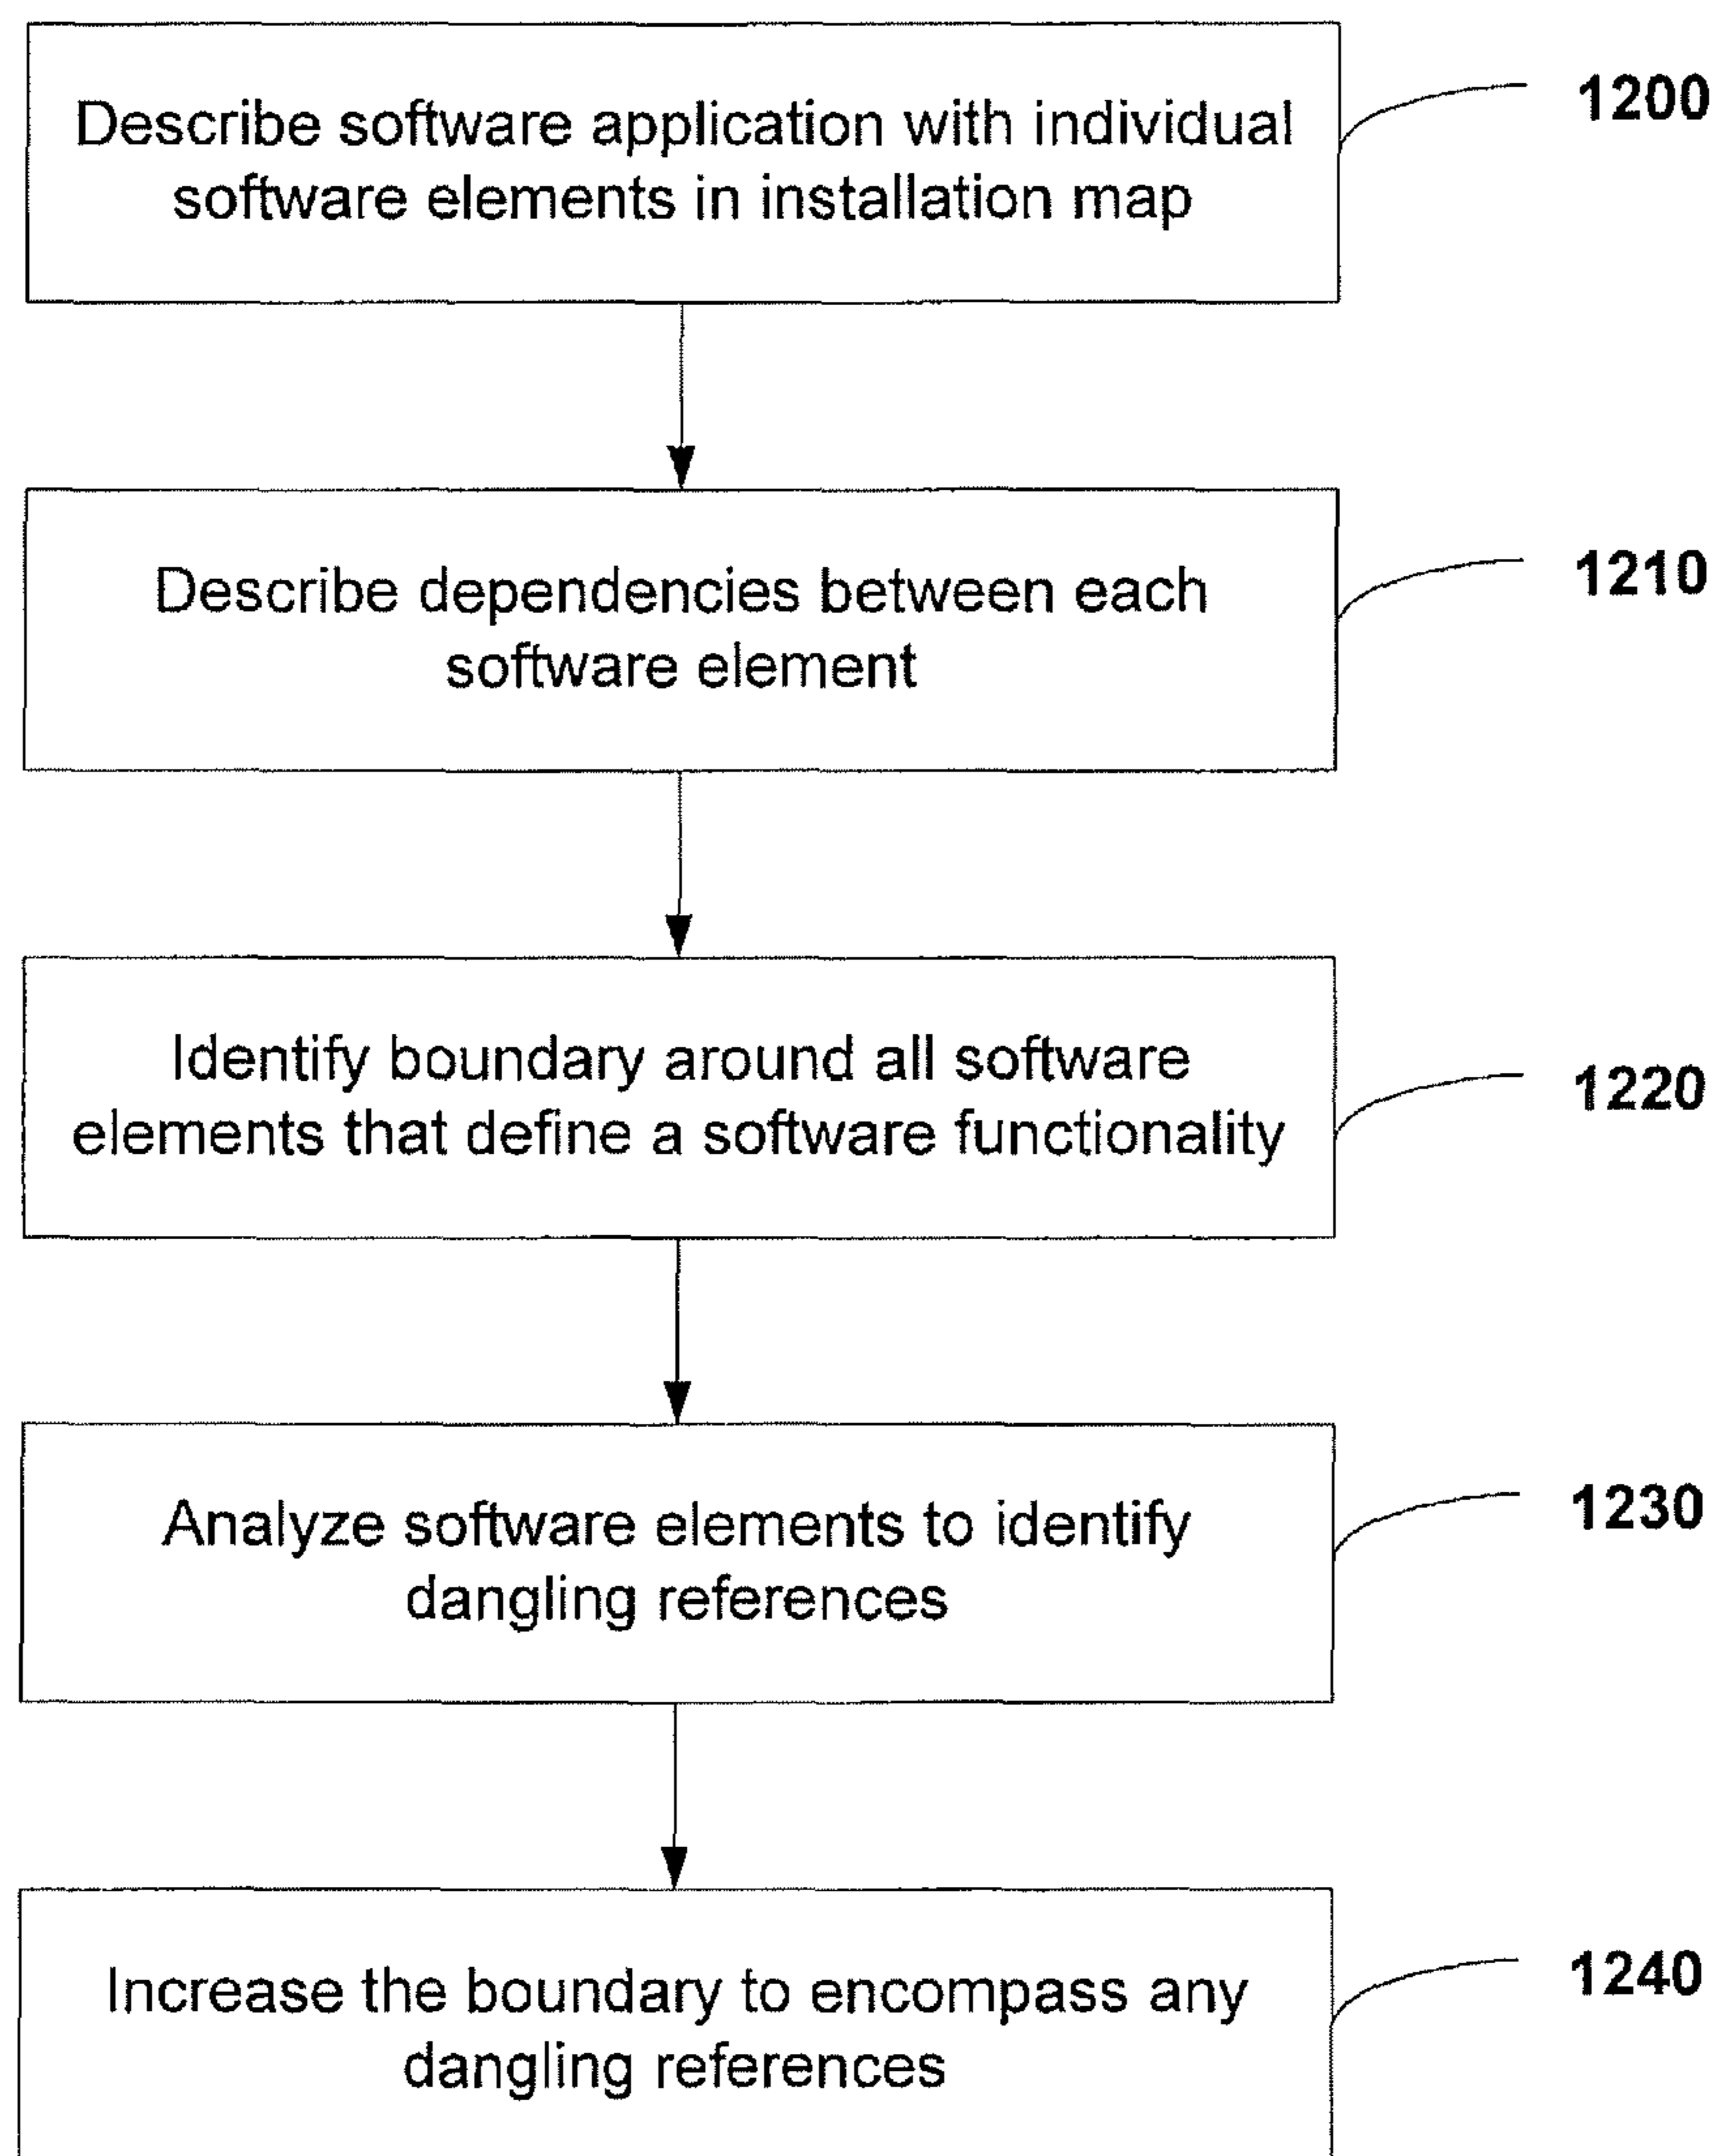 Describe software application with individual
software elements in installation map
1200
Describe dependencies between each
software element
1210
Identify boundary around all software
elements that define a software functionality
1220
Analyze software elements to identify
dangling references
1230
Increase the boundary to encompass any
dangling references
1240